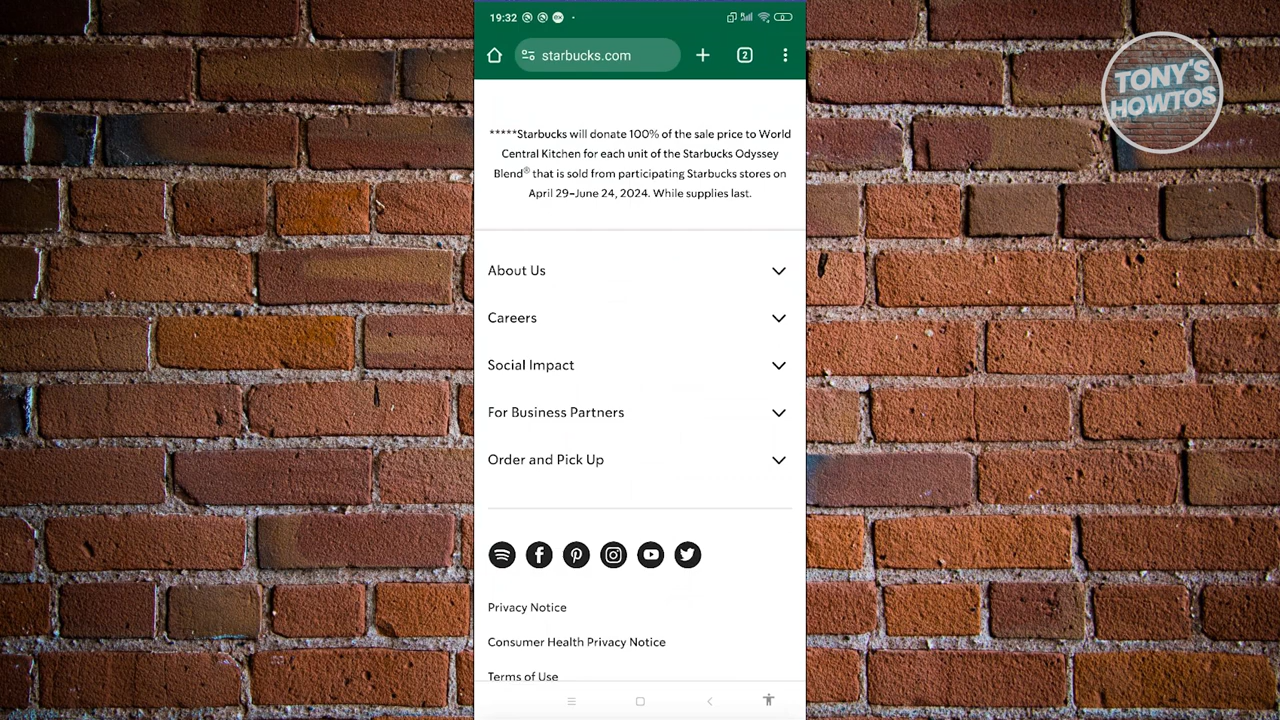 19:32
starbucks.com
2
TONY'S
HOWTOS
*****Starbucks will donate 100% of the sale price to World
Central Kitchen for each unit of the Starbucks Odyssey
Blend® that is sold from participating Starbucks stores on
April 29–June 24, 2024. While supplies last.
About Us
Careers
Social Impact
For Business Partners
Order and Pick Up
Privacy Notice
Consumer Health Privacy Notice
Terms of Use